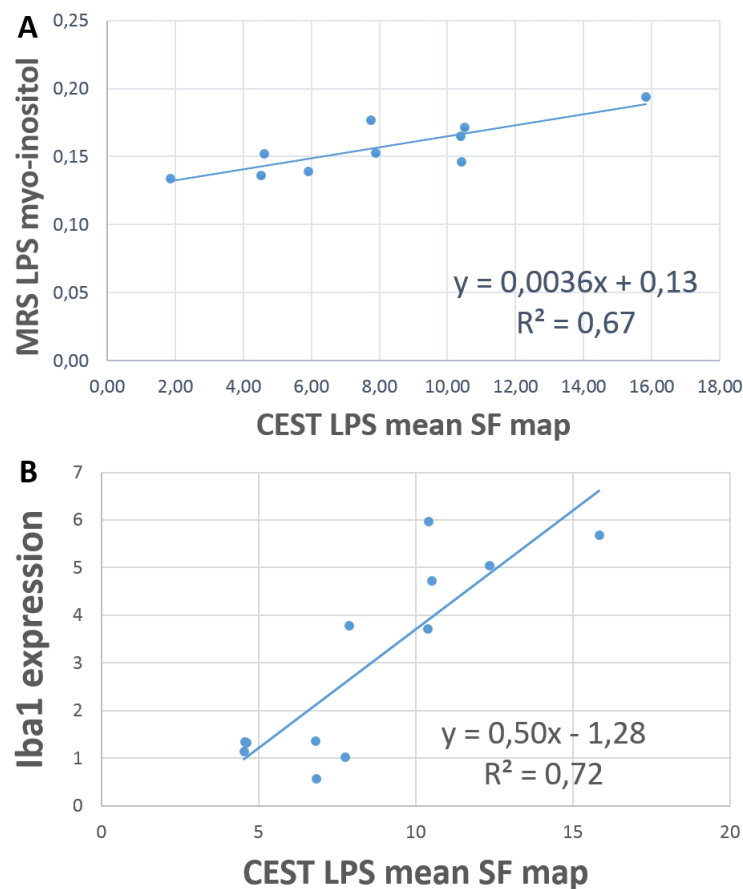 A
MRS LPS myo-inositol
0,25
0,20
0,15
0,10
0,05
0,00
y = 0,0036x + 0,13
R² = 0,67
0,00 2,00 4,00 6,00 8,00 10,00 12,00 14,00 16,00 18,00
CEST LPS mean SF map
B
Iba1 expression
7
6
5
4
3
2
1
0
y = 0,50x - 1,28
R² = 0,72
0 5 10 15 20
CEST LPS mean SF map